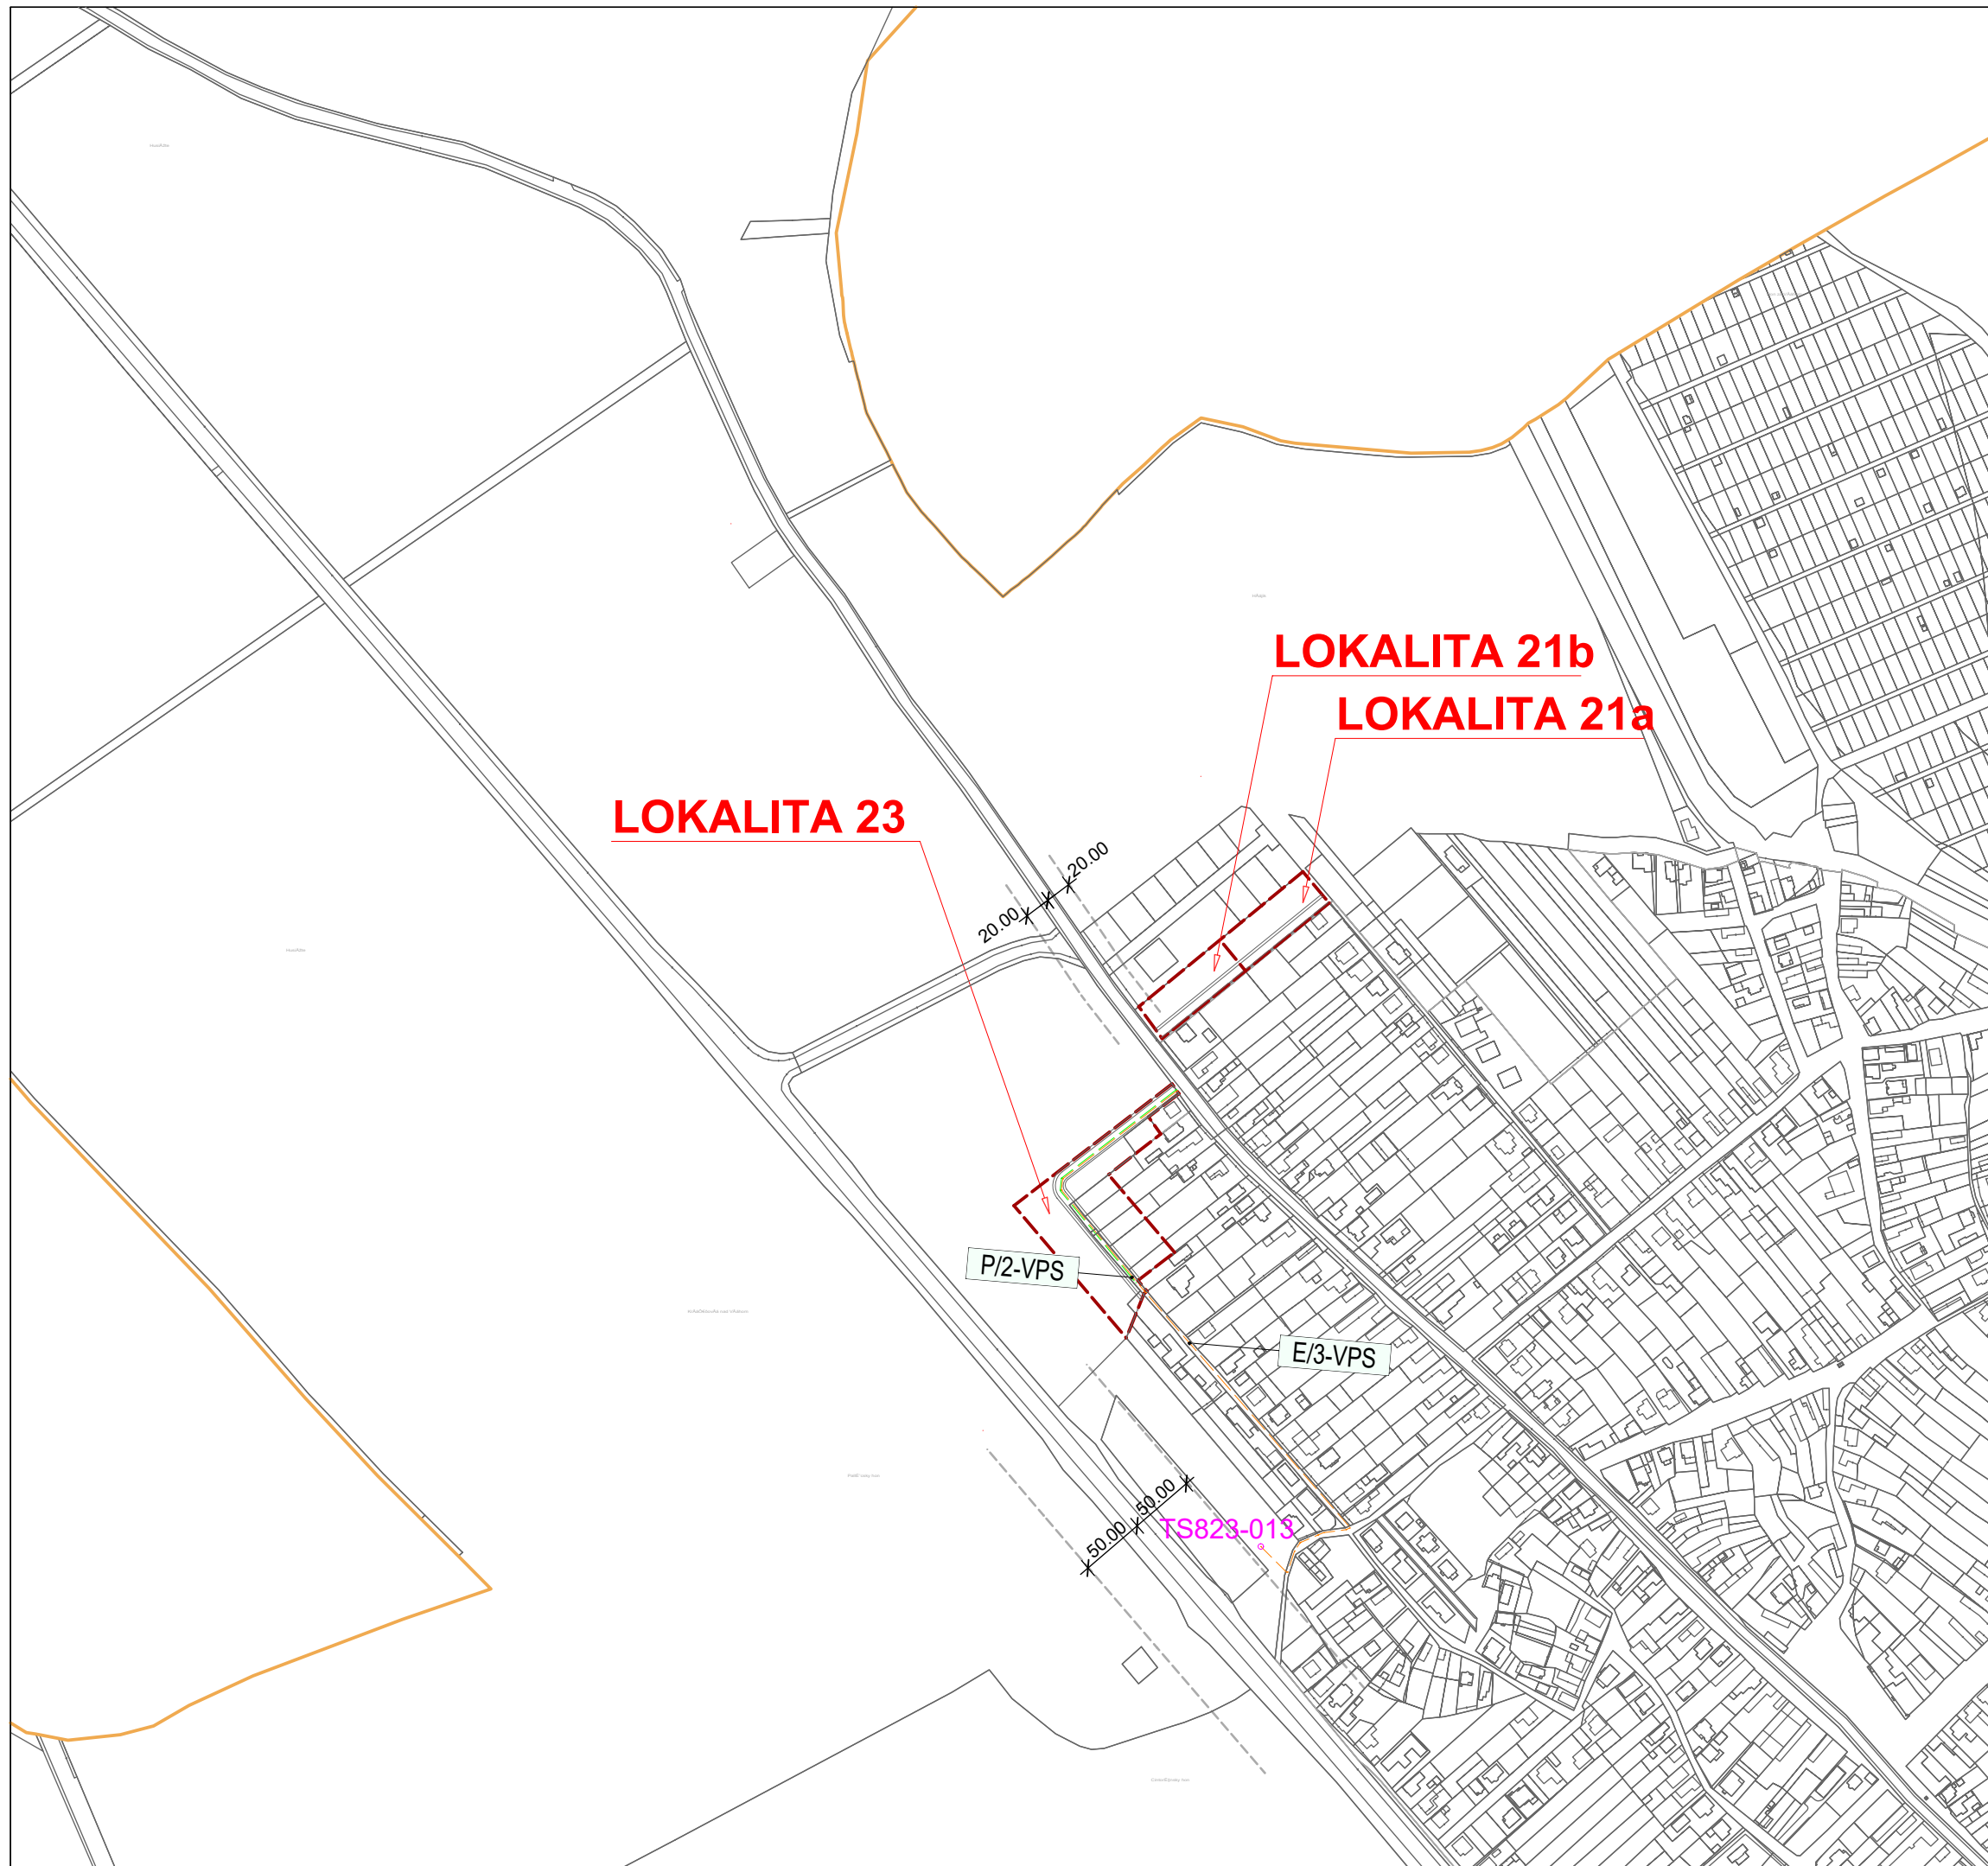 LOKALITA 21b
LOKALITA 21a
LOKALITA 23
20.00
20.00
P/2-VPS
E/3-VPS
50.00
50.00
TS823-013